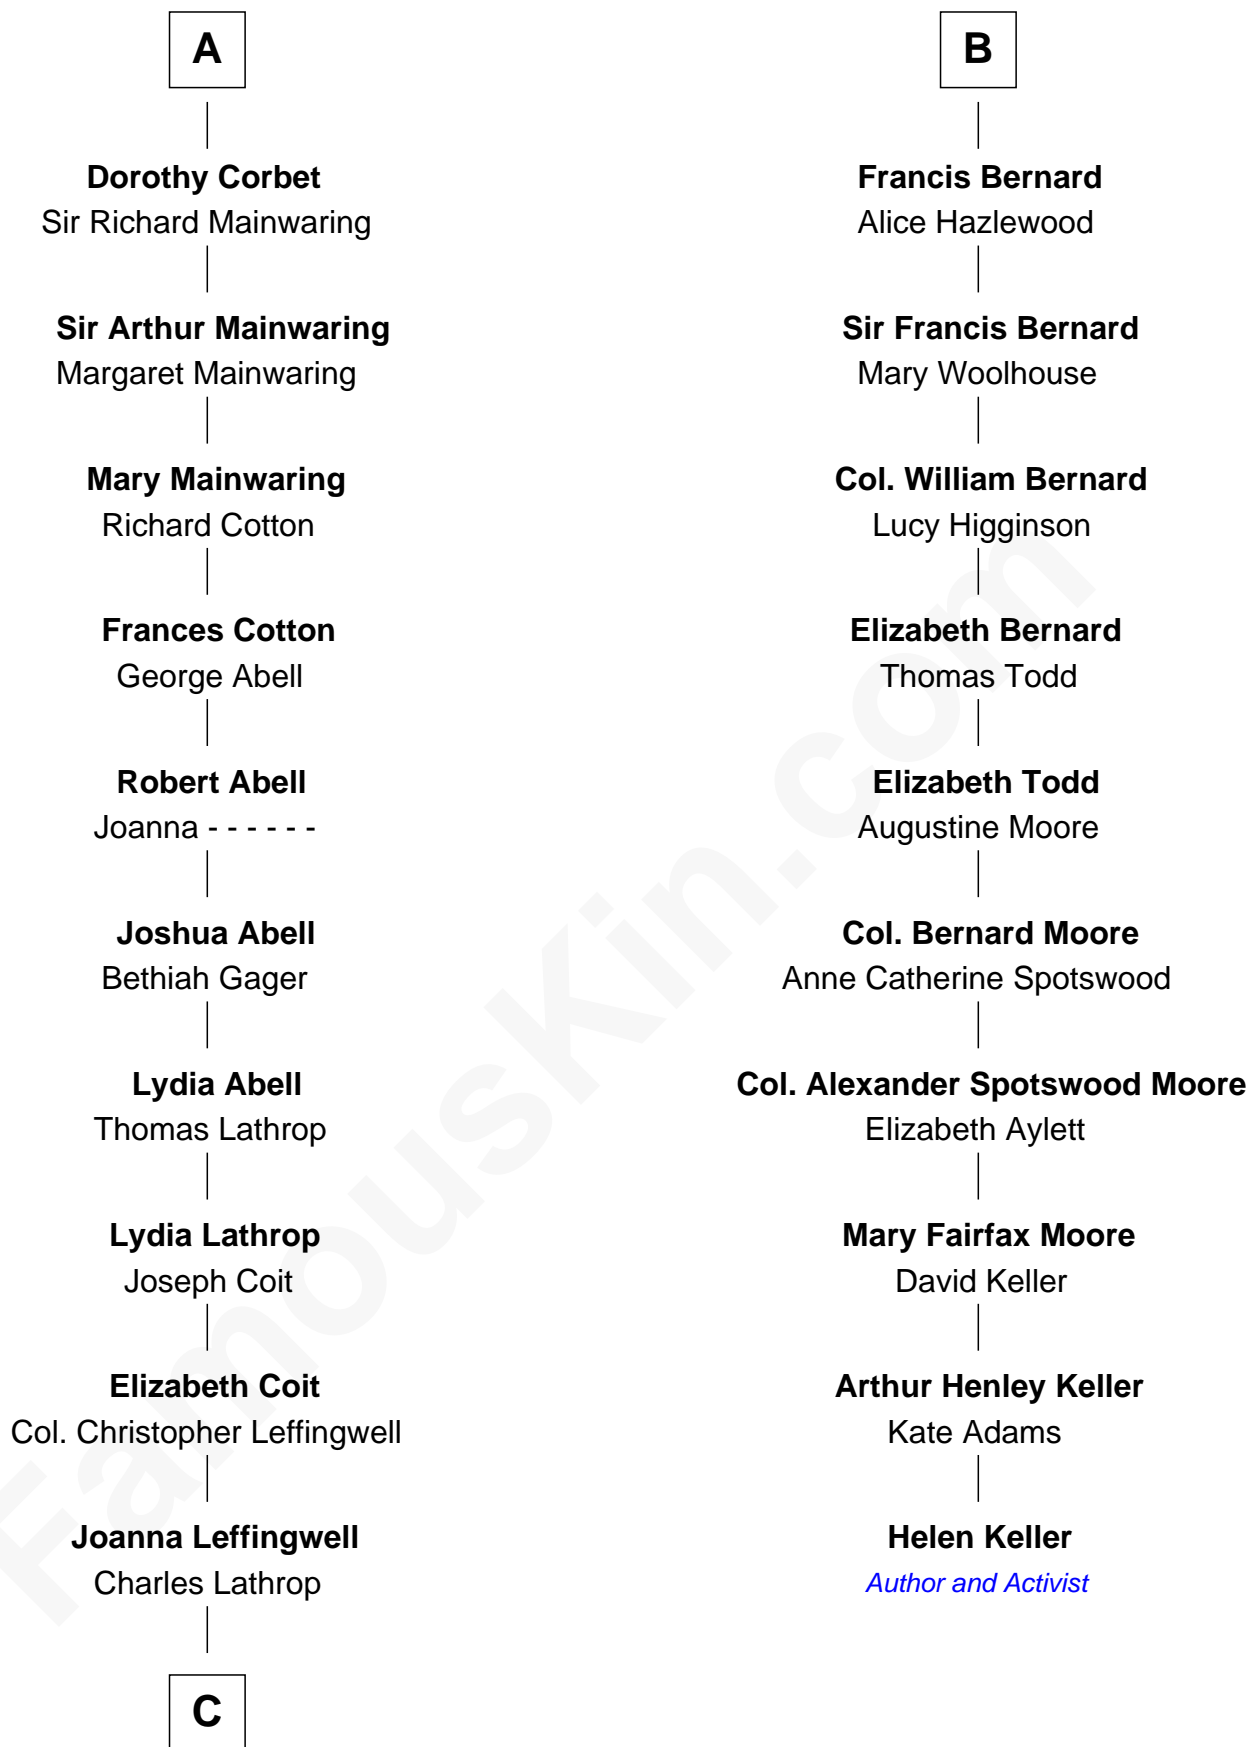 A
Dorothy Corbet
Sir Richard Mainwaring
Sir Arthur Mainwaring
Margaret Mainwaring
Mary Mainwaring
Richard Cotton
Frances Cotton
George Abell
Robert Abell
Joanna - - - - - -
Joshua Abell
Bethiah Gager
Lydia Abell
Thomas Lathrop
Lydia Lathrop
Joseph Coit
Elizabeth Coit
Col. Christopher Leffingwell
Joanna Leffingwell
Charles Lathrop
C
B
Francis Bernard
Alice Hazlewood
Sir Francis Bernard
Mary Woolhouse
Col. William Bernard
Lucy Higginson
Elizabeth Bernard
Thomas Todd
Elizabeth Todd
Augustine Moore
Col. Bernard Moore
Anne Catherine Spotswood
Col. Alexander Spotswood Moore
Elizabeth Aylett
Mary Fairfax Moore
David Keller
Arthur Henley Keller
Kate Adams
Helen Keller
Author and Activist
FamousKin.com